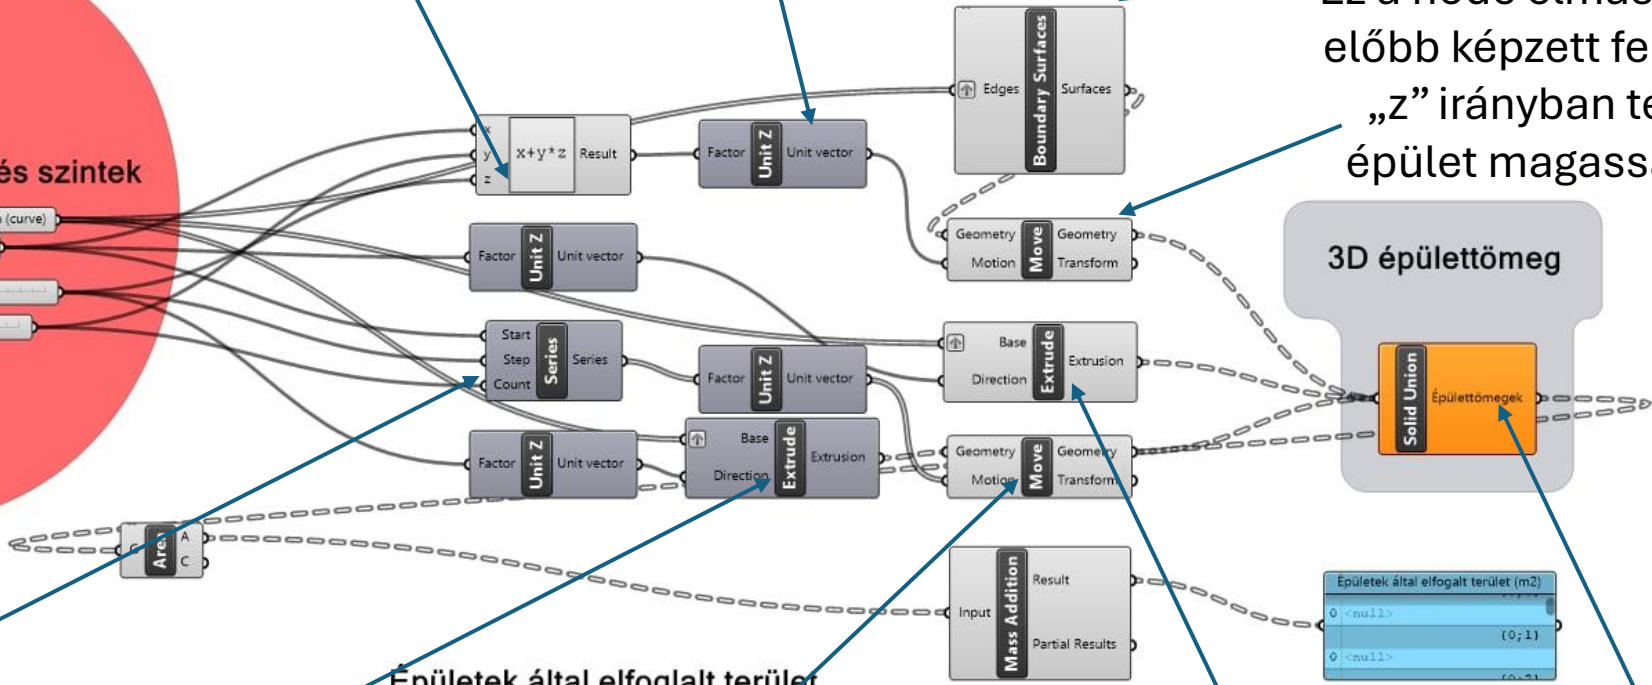 előbb képzett
„z” irányban
épület
és szintek
(curve)
x
y
z
x+y*z
Result
Factor
Unit Z
Unit vector
Edges
Boundary Surfaces
Surfaces
Geometry
Motion
Move
Geometry
Transform
Factor
Unit Z
Unit vector
3D épülettömeg
Start
Step
Count
Series
Series
Factor
Unit Z
Unit vector
Base
Direction
Extrude
Extrusion
Solid Union
Épülettömegek
Factor
Unit Z
Unit vector
Base
Direction
Extrude
Extrusion
Geometry
Motion
Move
Geometry
Transform
Area
A
C
Input
Mass Addition
Result
Partial Results
Épületek által elfogalt terület (m2)
0 <null>
{0;1}
0 <null>
Épületek által elfoglalt terület